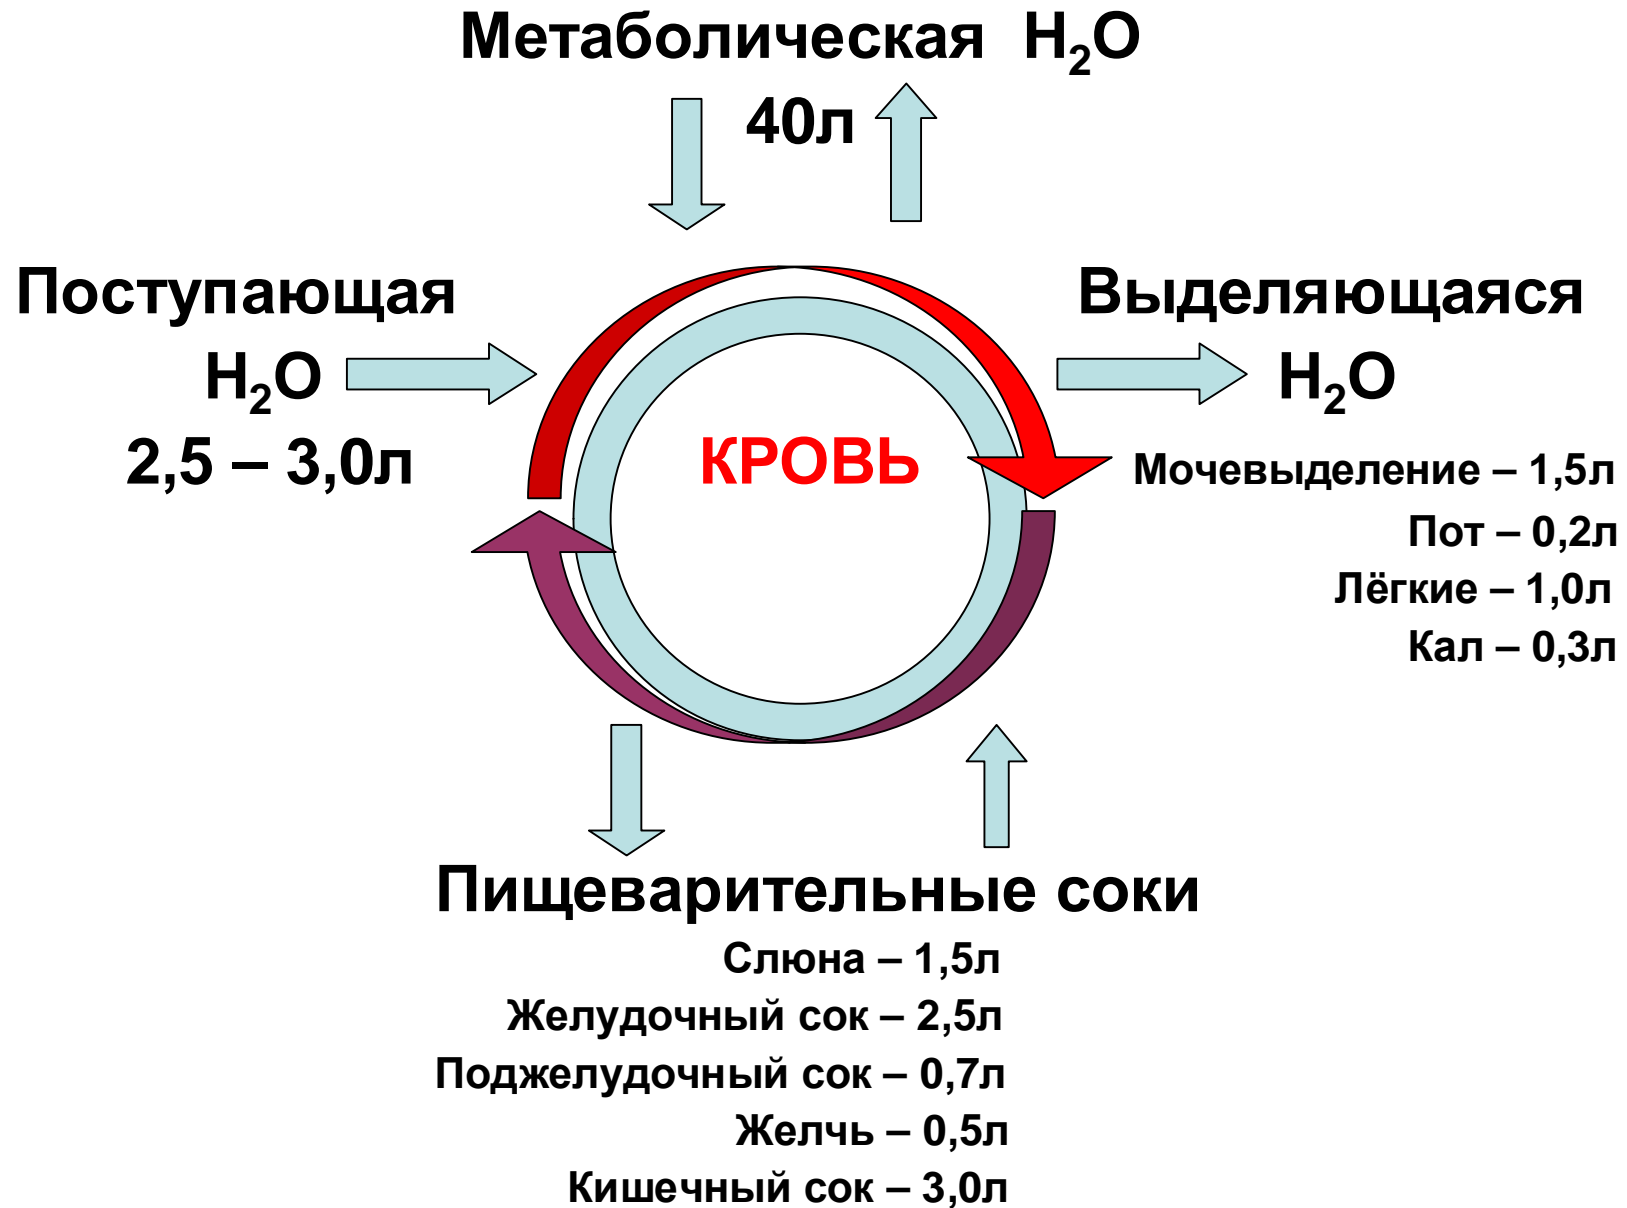 Метаболическая H₂O
40л
Поступающая
H₂O
2,5 – 3,0л
КРОВЬ
Выделяющаяся
H₂O
Мочевыделение – 1,5л
Пот – 0,2л
Лёгкие – 1,0л
Кал – 0,3л
Пищеварительные соки
Слюна – 1,5л
Желудочный сок – 2,5л
Поджелудочный сок – 0,7л
Желчь – 0,5л
Кишечный сок – 3,0л